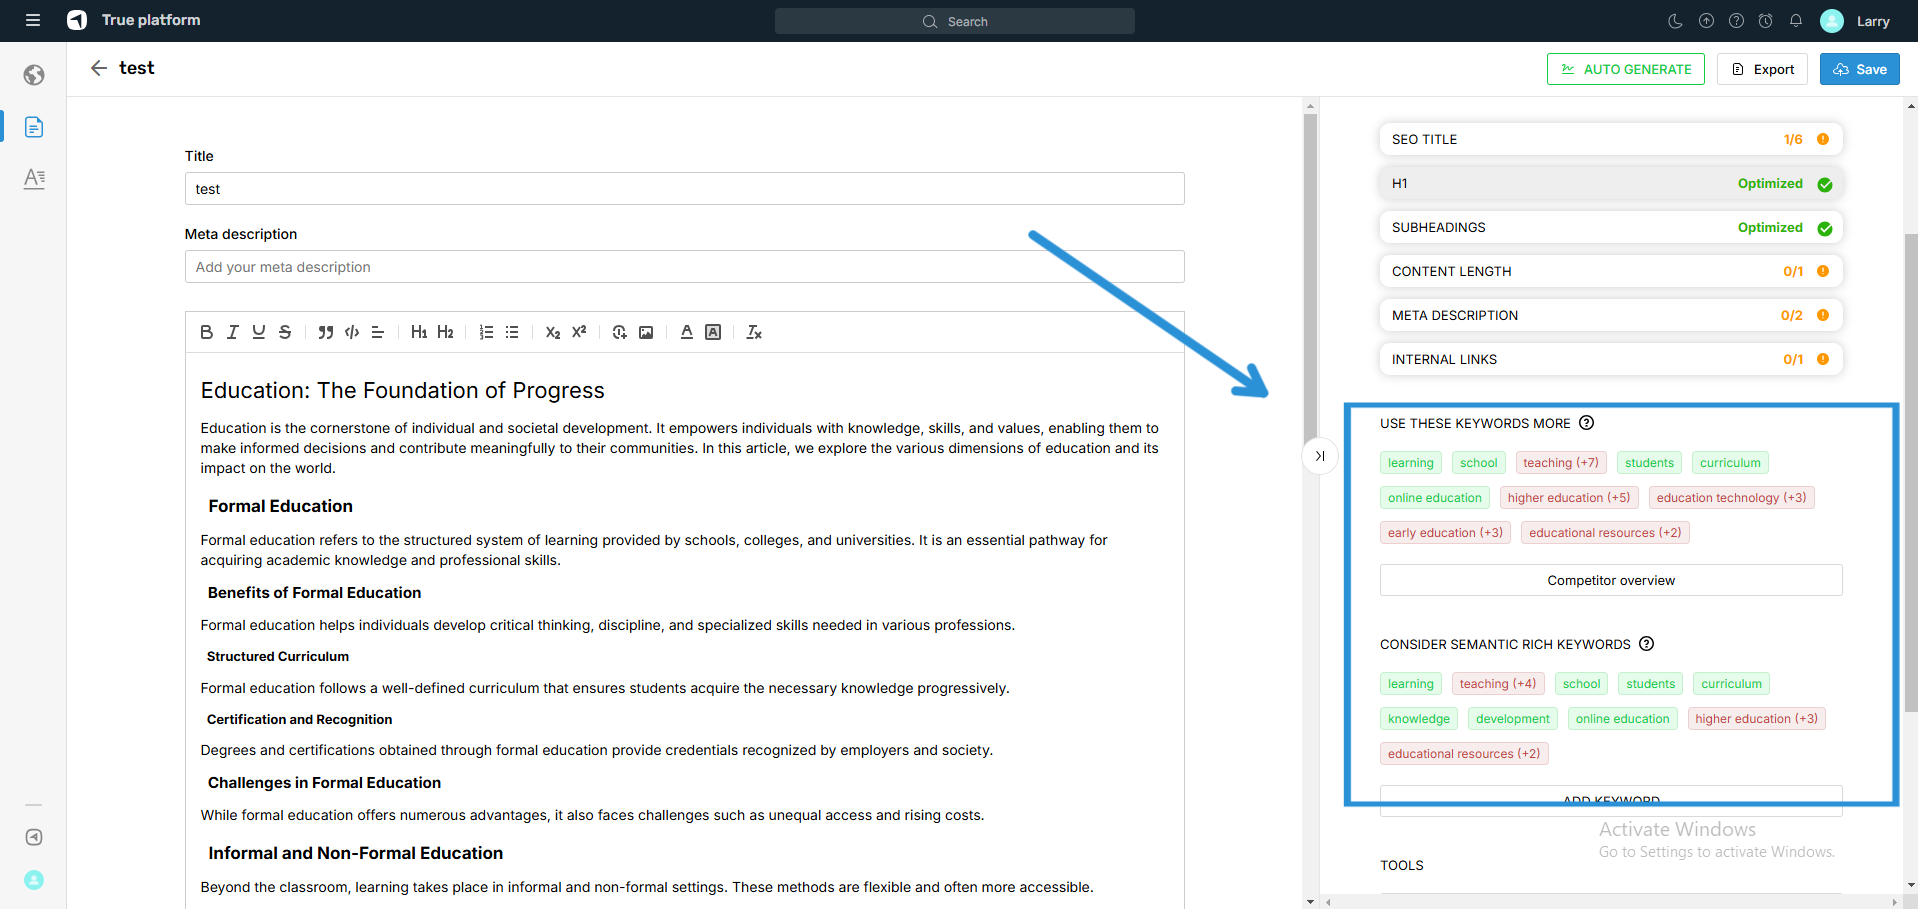 True platform
Search
Larry
test
AUTO GENERATE
Export
Save
Title
test
Meta description
Add your meta description
B I U S H1 H2 X2 X2 A A Tx
Education: The Foundation of Progress
Education is the cornerstone of individual and societal development. It empowers individuals with knowledge, skills, and values, enabling them to
make informed decisions and contribute meaningfully to their communities. In this article, we explore the various dimensions of education and its
impact on the world.
Formal Education
Formal education refers to the structured system of learning provided by schools, colleges, and universities. It is an essential pathway for
acquiring academic knowledge and professional skills.
Benefits of Formal Education
Formal education helps individuals develop critical thinking, discipline, and specialized skills needed in various professions.
Structured Curriculum
Formal education follows a well-defined curriculum that ensures students acquire the necessary knowledge progressively.
Certification and Recognition
Degrees and certifications obtained through formal education provide credentials recognized by employers and society.
Challenges in Formal Education
While formal education offers numerous advantages, it also faces challenges such as unequal access and rising costs.
Informal and Non-Formal Education
Beyond the classroom, learning takes place in informal and non-formal settings. These methods are flexible and often more accessible.
SEO TITLE 1/6
H1 Optimized
SUBHEADINGS Optimized
CONTENT LENGTH 0/1
META DESCRIPTION 0/2
INTERNAL LINKS 0/1
USE THESE KEYWORDS MORE
learning school teaching (+7) students curriculum
online education higher education (+5) education technology (+3)
early education (+3) educational resources (+2)
Competitor overview
CONSIDER SEMANTIC RICH KEYWORDS
learning teaching (+4) school students curriculum
knowledge development online education higher education (+3)
educational resources (+2)
ADD KEYWORD
Activate Windows
Go to Settings to activate Windows.
TOOLS